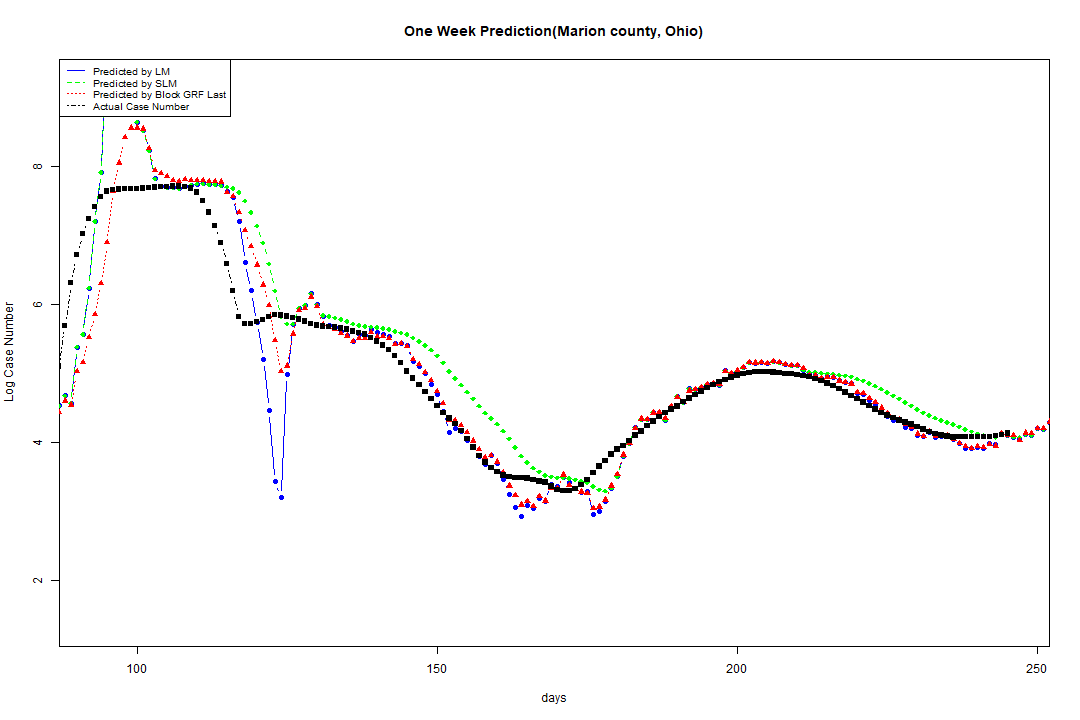 One Week Prediction(Marion county, Ohio)
Predicted by LM
Predicted by SLM
Predicted by Block GRF Last
Actual Case Number
Log Case Number
8
6
4
2
100 150 200 250
days